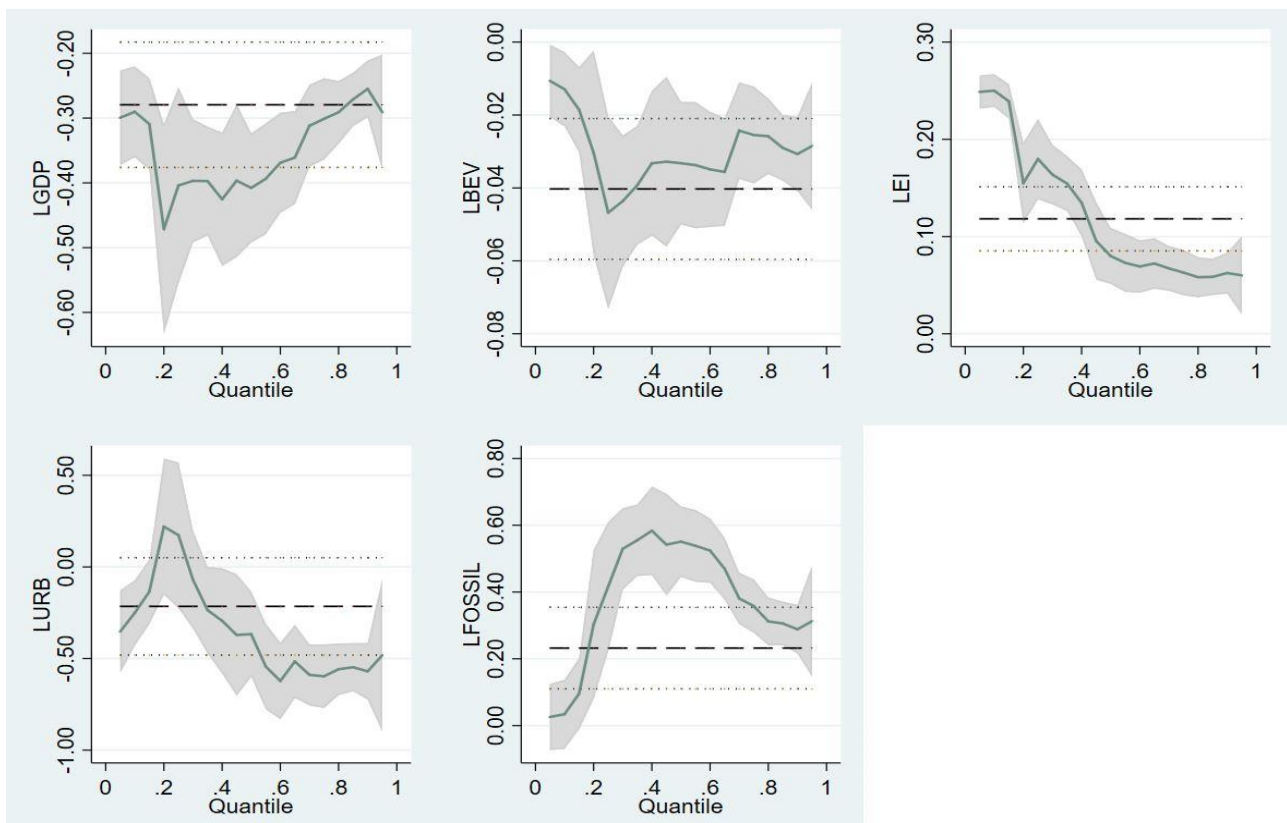 LGDP
-0.20
-0.30
-0.40
-0.50
-0.60
0 .2 .4 .6 .8 1
Quantile
LBEV
0.00
-0.02
-0.04
-0.06
-0.08
0 .2 .4 .6 .8 1
Quantile
LEI
0.30
0.20
0.10
0.00
0 .2 .4 .6 .8 1
Quantile
LURB
0.50
0.00
-0.50
-1.00
0 .2 .4 .6 .8 1
Quantile
LFOSSIL
0.80
0.60
0.40
0.20
0.00
0 .2 .4 .6 .8 1
Quantile